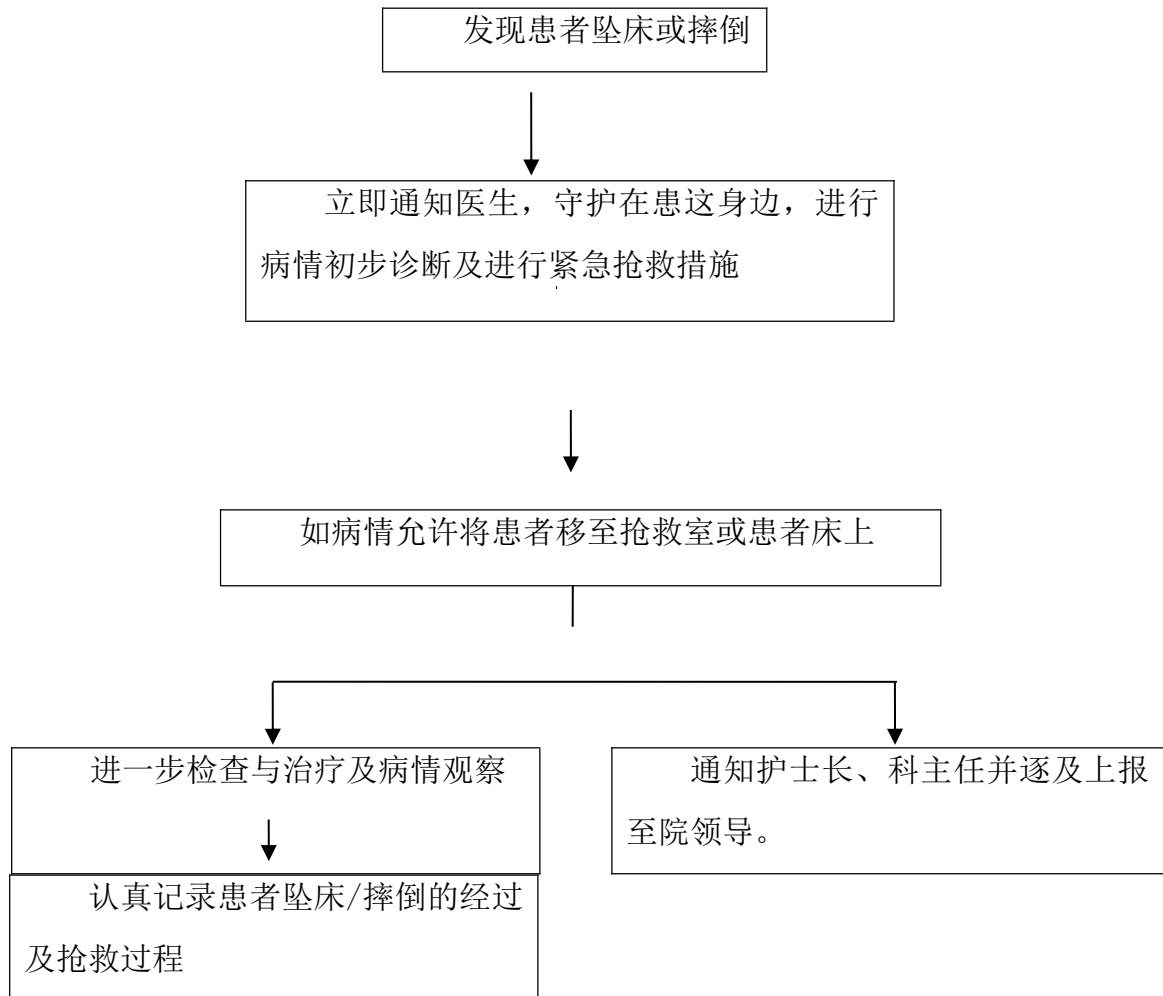 发现患者坠床或摔倒
立即通知医生，守护在患这身边，进行
病情初步诊断及进行紧急抢救措施
如病情允许将患者移至抢救室或患者床上
进一步检查与治疗及病情观察
通知护士长、科主任并逐及上报
至院领导。
认真记录患者坠床/摔倒的经过
及抢救过程